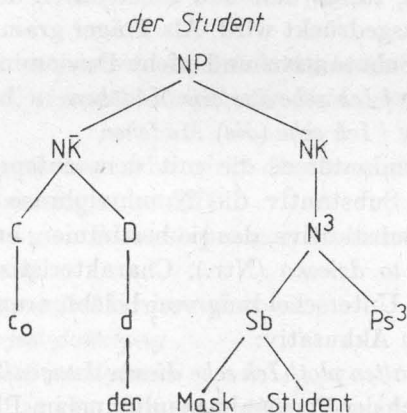 der Student
NP
NK̄ NK
C D N³
c₀ d Sb Ps³
der Mask Student